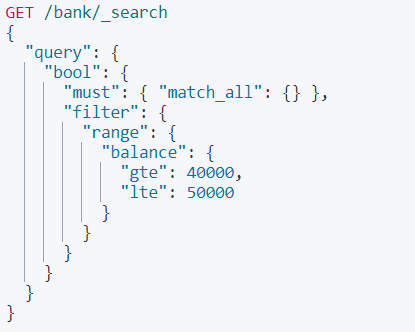 GET /bank/_search
{
  "query": {
    "bool": {
      "must": { "match_all": {} },
      "filter": {
        "range": {
          "balance": {
            "gte": 40000,
            "lte": 50000
          }
        }
      }
    }
  }
}